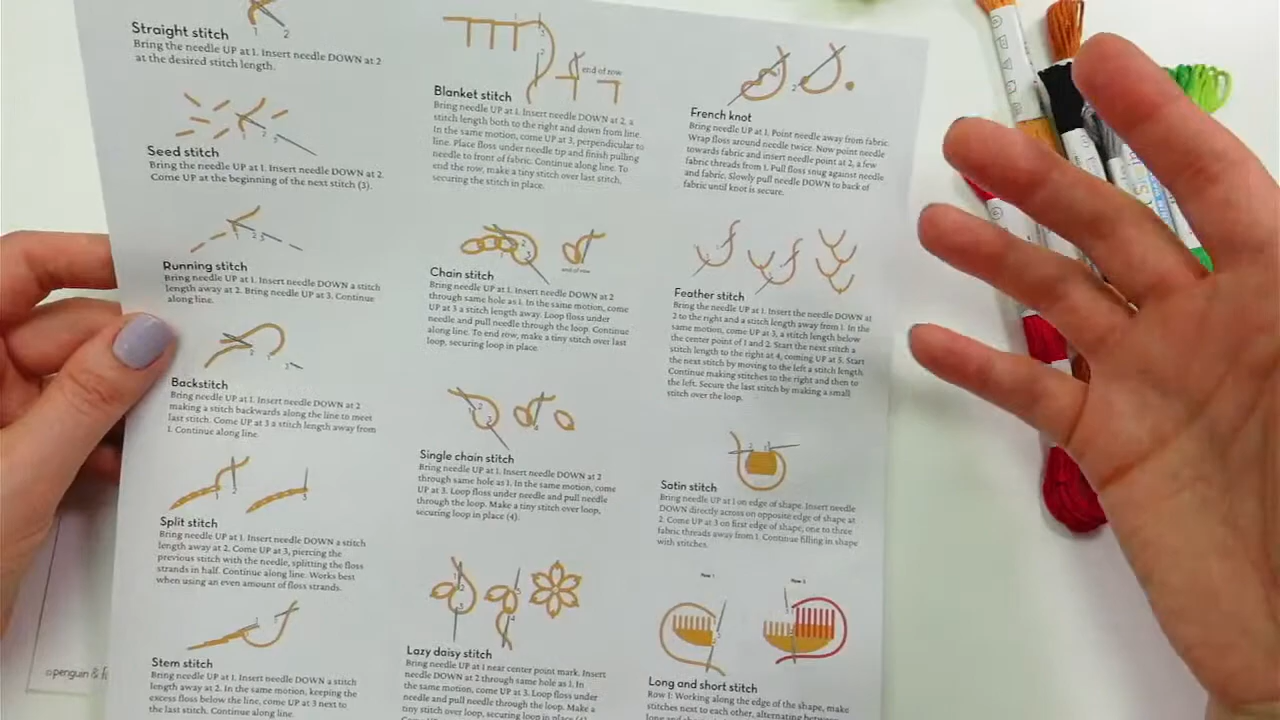 Straight stitch
Bring the needle UP at 1. Insert needle DOWN at 2
at the desired stitch length.
Seed stitch
Bring the needle UP at 1. Insert needle DOWN at 2.
Come UP at the beginning of the next stitch (3).
Running stitch
Bring needle UP at 1. Insert needle DOWN a stitch
length away at 2. Bring needle UP at 3. Continue
along line.
Backstitch
Bring needle UP at 1. Insert needle DOWN at 2
making a stitch backwards along the line to meet
last stitch. Come UP at 3 a stitch length away from
1. Continue along line.
Split stitch
Bring needle UP at 1. Insert needle DOWN a stitch
length away at 2. Come UP at 3, piercing the
previous stitch with the needle, splitting the floss
strands in half. Continue along line. Works best
when using an even amount of floss strands.
Stem stitch
Insert needle DOWN a stitch
length away at 2. In the same motion, keeping the
excess floss below the line, come UP at 3 next to
the last stitch. Continue along line.
end of row
Blanket stitch
Bring needle UP at 1. Insert needle DOWN at 2, a
stitch length both to the right and down from line.
In the same motion, come UP at 3, perpendicular to
line. Place floss under needle tip and finish pulling
needle to front of fabric. Continue along line. To
end the row, make a tiny stitch over last stitch,
securing the stitch in place.
end of row
Chain stitch
Bring needle UP at 1. Insert needle DOWN at 2
through same hole as 1. In the same motion, come
UP at 3 a stitch length away. Loop floss under
needle and pull needle through the loop. Continue
along line. To end row, make a tiny stitch over last
loop, securing loop in place.
Single chain stitch
Bring needle UP at 1. Insert needle DOWN at 2
through same hole as 1. In the same motion, come
UP at 3. Loop floss under needle and pull needle
through the loop. Make a tiny stitch over loop,
securing loop in place (4).
Lazy daisy stitch
Bring needle UP at 1 near center point mark. Insert
needle DOWN at 2 through same hole as 1. In
the same motion, come UP at 3. Loop floss under
needle and pull needle through the loop. Make a
tiny stitch over loop, securing loop in place (4).
French knot
Bring needle UP at 1. Point needle away from fabric.
Wrap floss around needle twice. Now point needle
towards fabric and insert needle point at 2, a few
fabric threads from 1. Pull floss snug against needle
and fabric. Slowly pull needle DOWN to back of
fabric until knot is secure.
Feather stitch
Bring the needle UP at 1. Insert the needle DOWN at
2 to the right and a stitch length away from 1. In the
same motion, come UP at 3, a stitch length below
the center point of 1 and 2. Start the next stitch a
stitch length to the right at 4, coming UP at 5. Start
the next stitch by moving to the left a stitch length
Continue making stitches to the right and then to
the left. Secure the last stitch by making a small
stitch over the loop.
Satin stitch
Bring needle UP at 1 on edge of shape. Insert needle
DOWN directly across on opposite edge of shape at
2. Come UP at 3 on first edge of shape, one to three
fabric threads away from 1. Continue filling in shape
with stitches.
Row 1
Row 2
Long and short stitch
Row 1: Working along the edge of the shape, make
stitches next to each other, alternating between
long and short
©penguin &